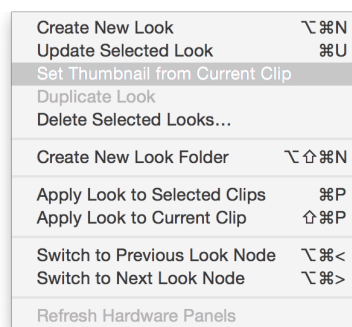 Create New Look ⌥⌘N
Update Selected Look ⌘U
Set Thumbnail from Current Clip
Duplicate Look
Delete Selected Looks...
Create New Look Folder ⌥⇧⌘N
Apply Look to Selected Clips ⌘P
Apply Look to Current Clip ⇧⌘P
Switch to Previous Look Node ⌥⌘<
Switch to Next Look Node ⌥⌘>
Refresh Hardware Panels